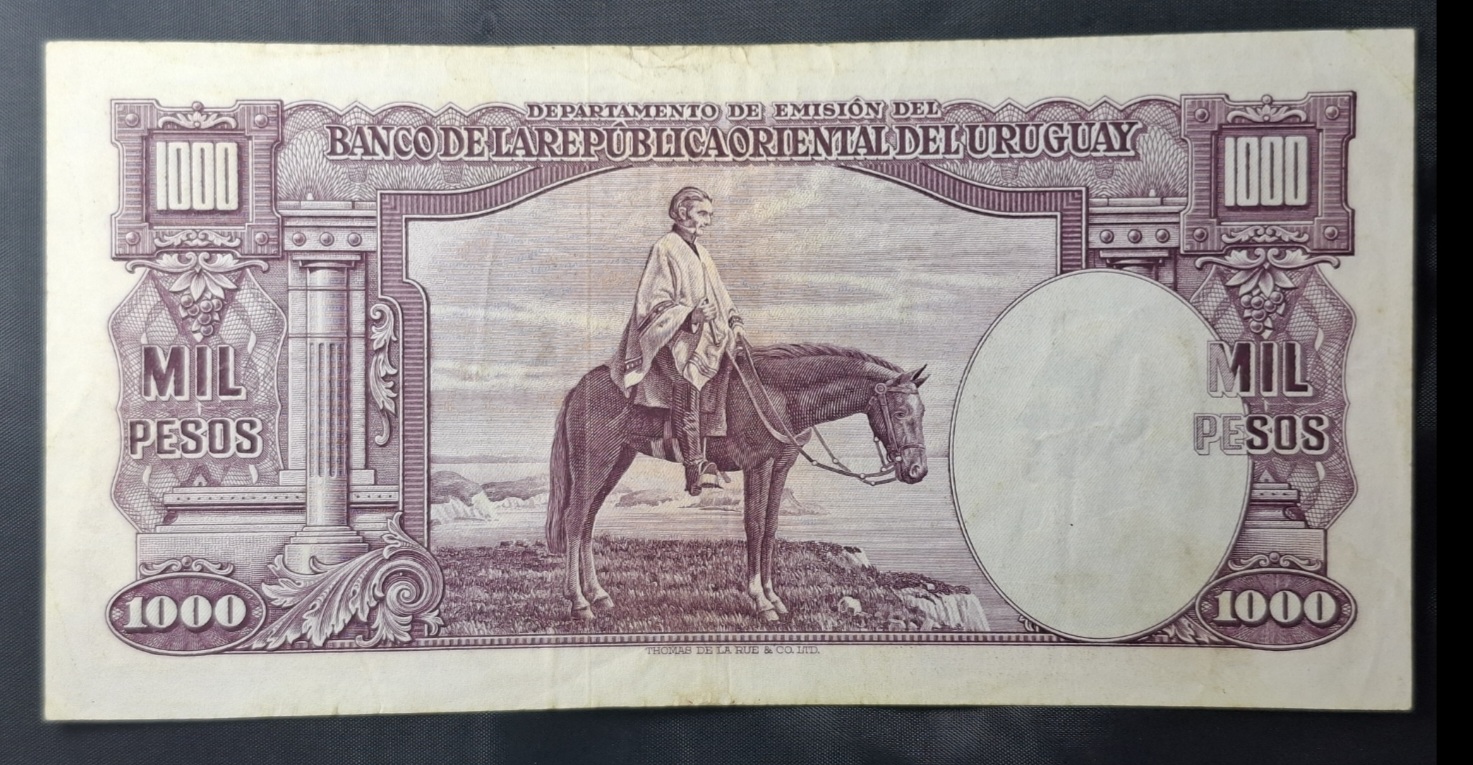 DEPARTAMENTO DE EMISIÓN DEL
BANCO DE LA REPÚBLICA ORIENTAL DEL URUGUAY
1000
1000
MIL
PESOS
MIL
PESOS
1000
1000
THOMAS DE LA RUE & CO. LTD.